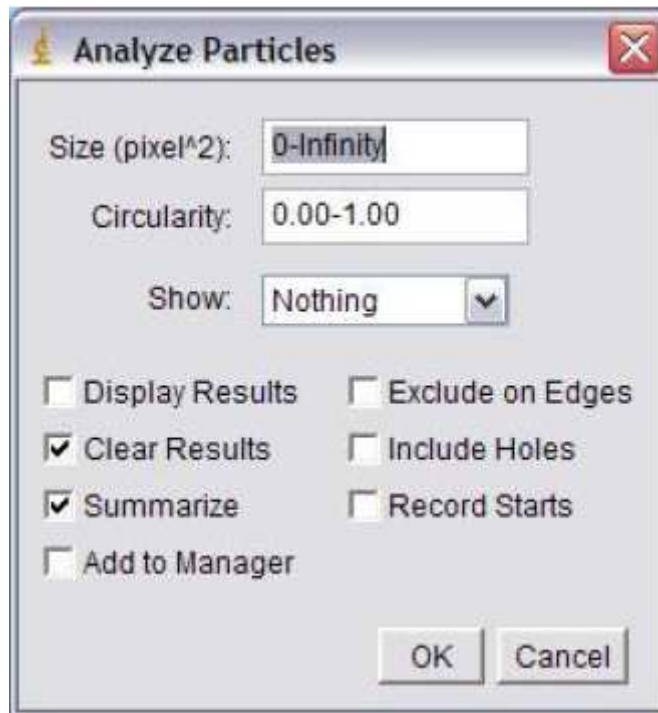 Analyze Particles
Size (pixel^2): 0-Infinity
Circularity: 0.00-1.00
Show: Nothing
Display Results Exclude on Edges
Clear Results Include Holes
Summarize Record Starts
Add to Manager
OK Cancel